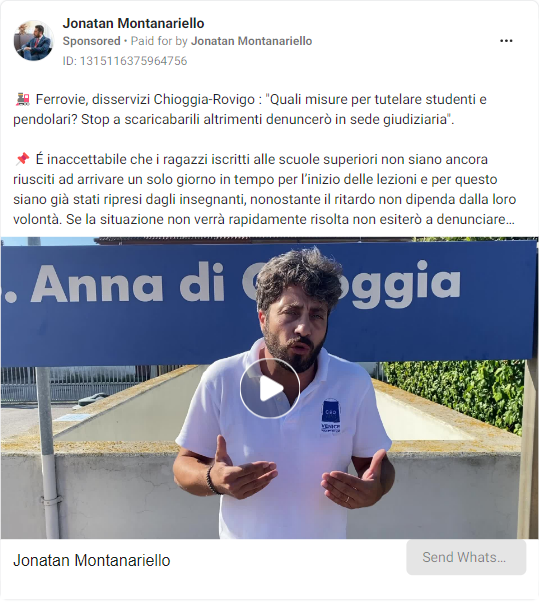 Jonatan Montanariello
Sponsored • Paid for by Jonatan Montanariello
ID: 1315116375964756
🚂 Ferrovie, disservizi Chioggia-Rovigo : "Quali misure per tutelare studenti e
pendolari? Stop a scaricabarili altrimenti denuncerò in sede giudiziaria".
📌 É inaccettabile che i ragazzi iscritti alle scuole superiori non siano ancora
riusciti ad arrivare un solo giorno in tempo per l’inizio delle lezioni e per questo
siano già stati ripresi dagli insegnanti, nonostante il ritardo non dipenda dalla loro
volontà. Se la situazione non verrà rapidamente risolta non esiterò a denunciare...
. Anna di C oggia
Jonatan Montanariello
Send Whats...